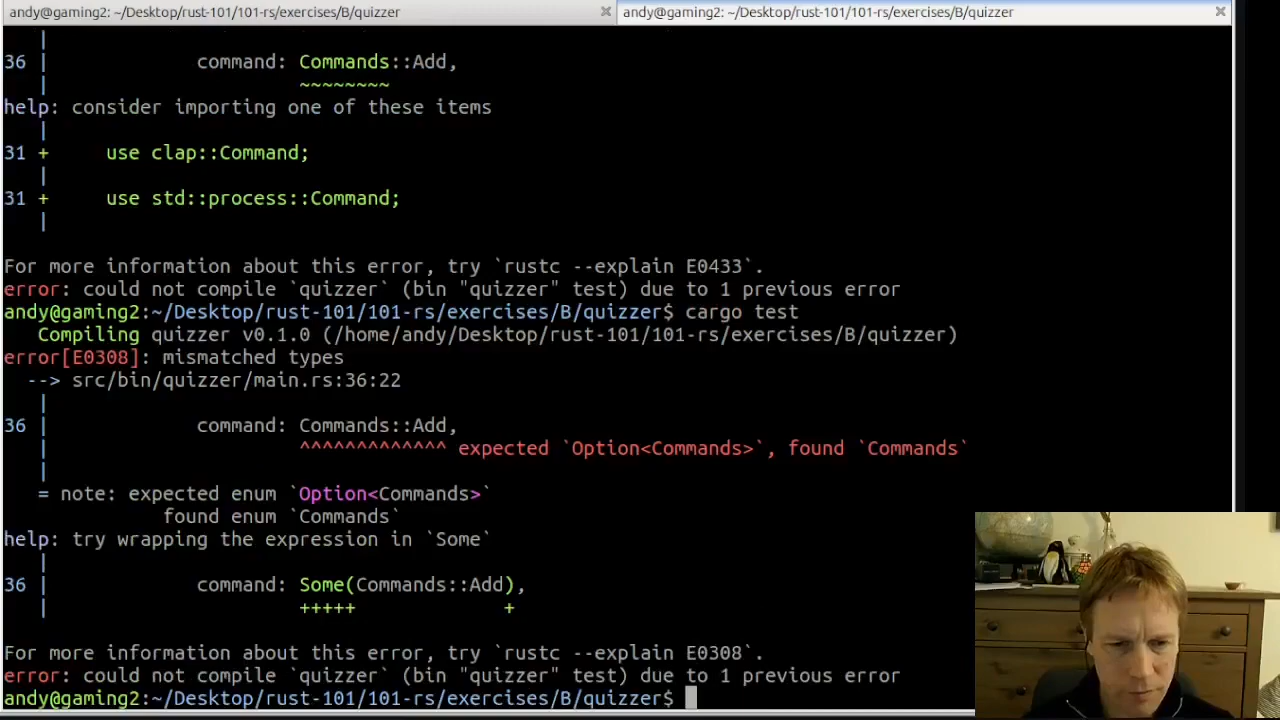 andy@gaming2: ~/Desktop/rust-101/101-rs/exercises/B/quizzer
andy@gaming2: ~/Desktop/rust-101/101-rs/exercises/B/quizzer
|
36 |             command: Commands::Add,
|                      ~~~~~~~~
help: consider importing one of these items
|
31 +     use clap::Command;
|
31 +     use std::process::Command;
|
For more information about this error, try `rustc --explain E0433`.
error: could not compile `quizzer` (bin "quizzer" test) due to 1 previous error
andy@gaming2:~/Desktop/rust-101/101-rs/exercises/B/quizzer$ cargo test
Compiling quizzer v0.1.0 (/home/andy/Desktop/rust-101/101-rs/exercises/B/quizzer)
error[E0308]: mismatched types
--> src/bin/quizzer/main.rs:36:22
|
36 |             command: Commands::Add,
|                      ^^^^^^^^^^^^^ expected `Option<Commands>`, found `Commands`
|
= note: expected enum `Option<Commands>`
found enum `Commands`
help: try wrapping the expression in `Some`
|
36 |             command: Some(Commands::Add),
|                      +++++             +
For more information about this error, try `rustc --explain E0308`.
error: could not compile `quizzer` (bin "quizzer" test) due to 1 previous error
andy@gaming2:~/Desktop/rust-101/101-rs/exercises/B/quizzer$